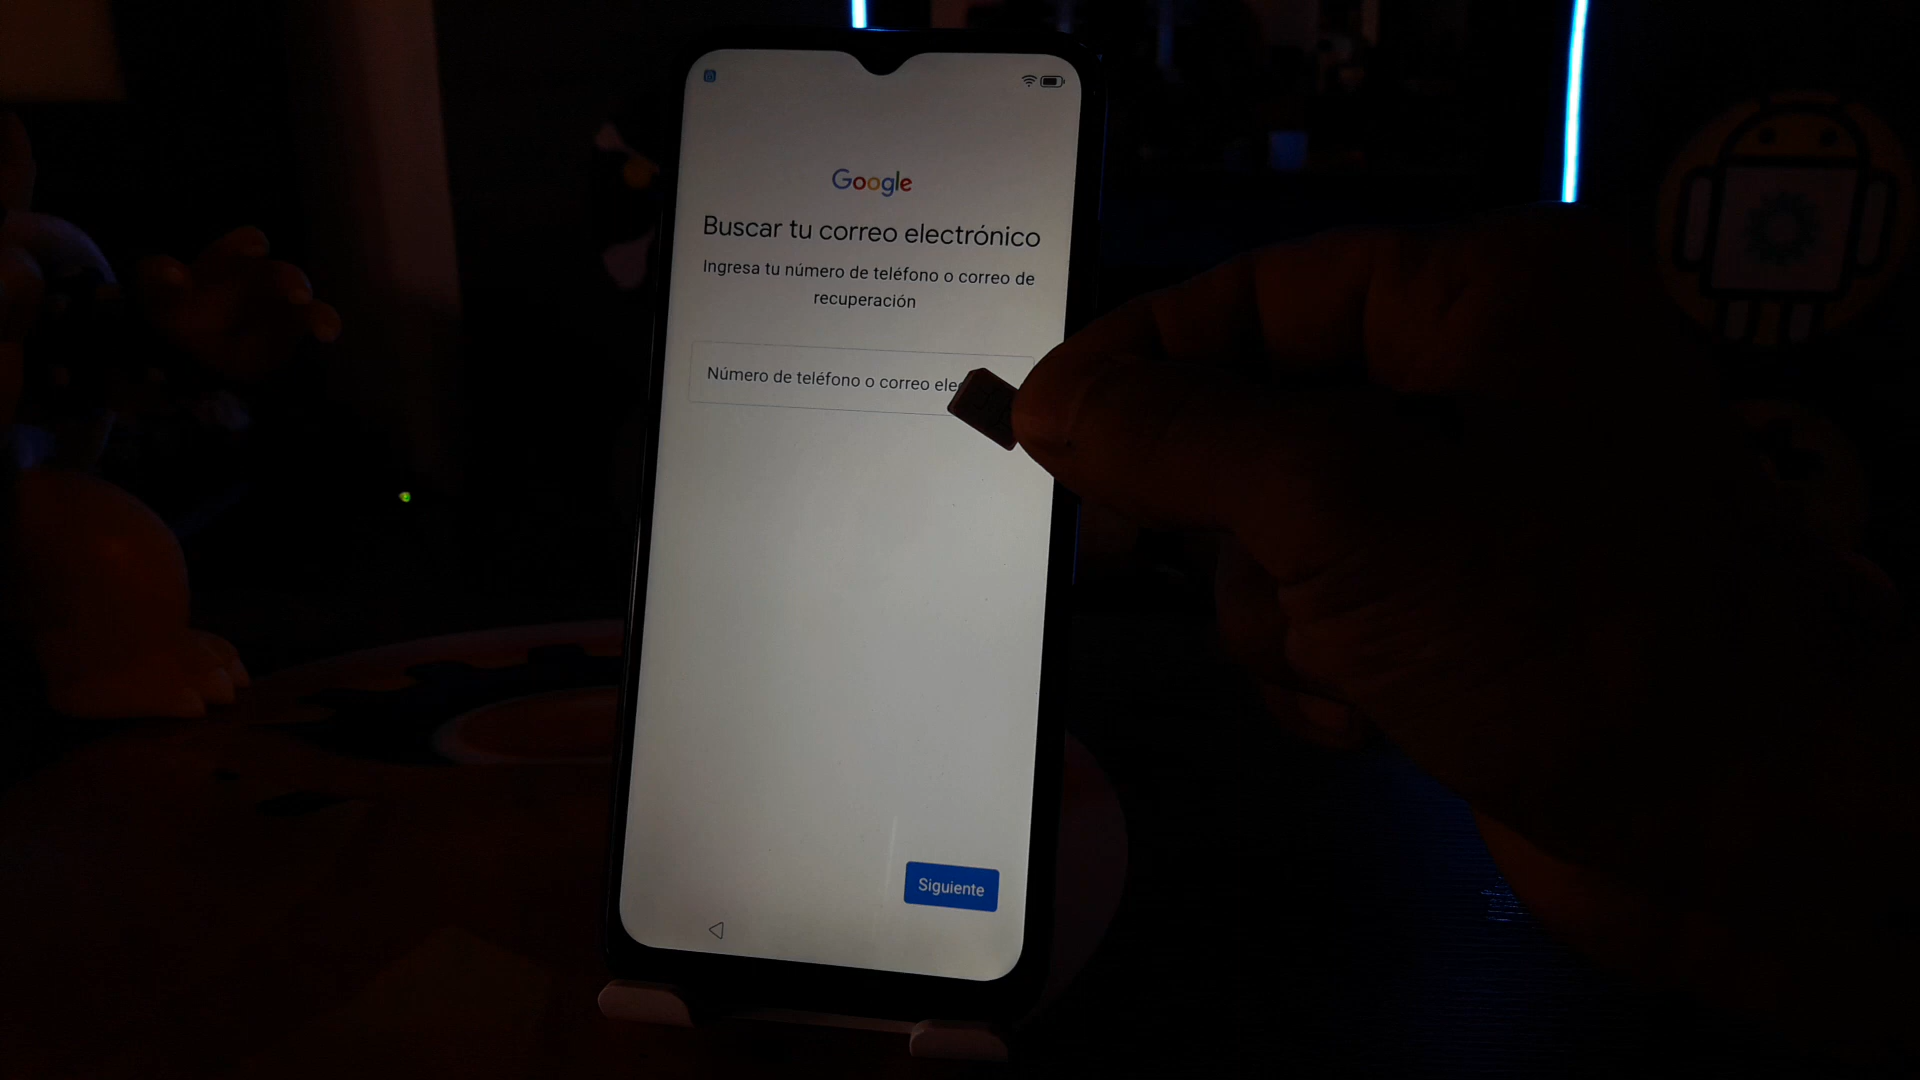 Google
Buscar tu correo electrónico
Ingresa tu número de teléfono o correo de
recuperación
Número de teléfono o correo ele
Siguiente